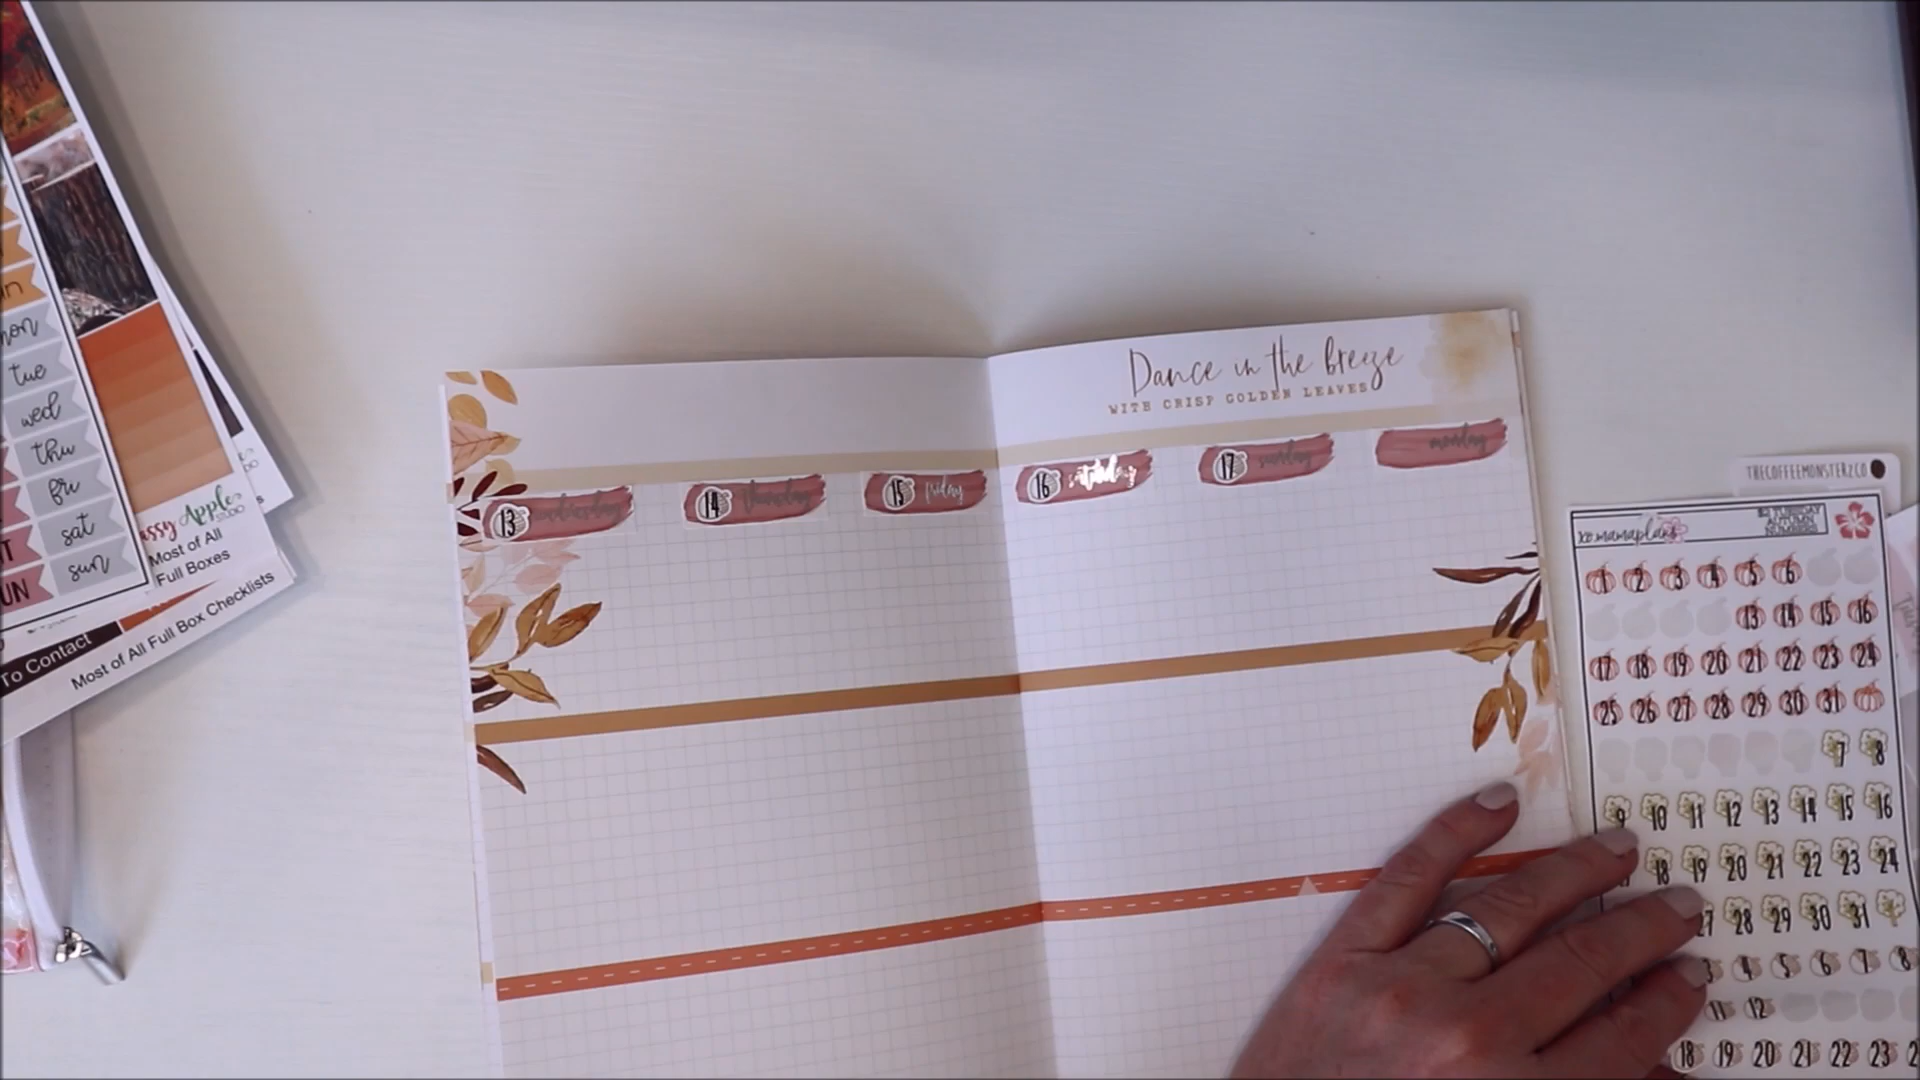 mon
tue
wed
thu
fri
sat
sun
Apple
Most of All
Full Boxes
To Contact
Most of All Full Box Checklists
Dance in the breeze
WITH CRISP GOLDEN LEAVES
13 wednesday
14 thursday
15 friday
16
17 sunday
monday
THECOFFEEMONSTERZCO
xo.mamaplans
TUESDAY
AUTUMN
NUMBERS
1 2 3 4 5 6
13 14 15 16
17 18 19 20 21 22 23 24
25 26 27 28 29 30 31
7 8
9 10 11 12 13 14 15 16
18 19 20 21 22 23 24
27 28 29 30 31
3 4 5 6 7 8
11 12
18 19 20 21 22 23